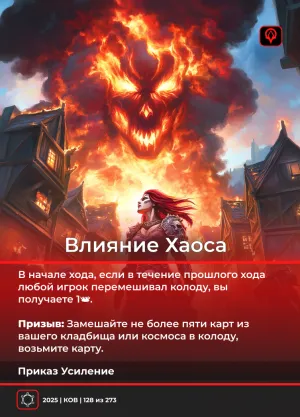 Влияние Хаоса
В начале хода, если в течение прошлого хода
любой игрок перемешивал колоду, вы
получаете 1
Призыв: Замешайте не более пяти карт из
вашего кладбища или космоса в колоду,
возьмите карту.
Приказ Усиление
2025 | КОВ | 128 из 273